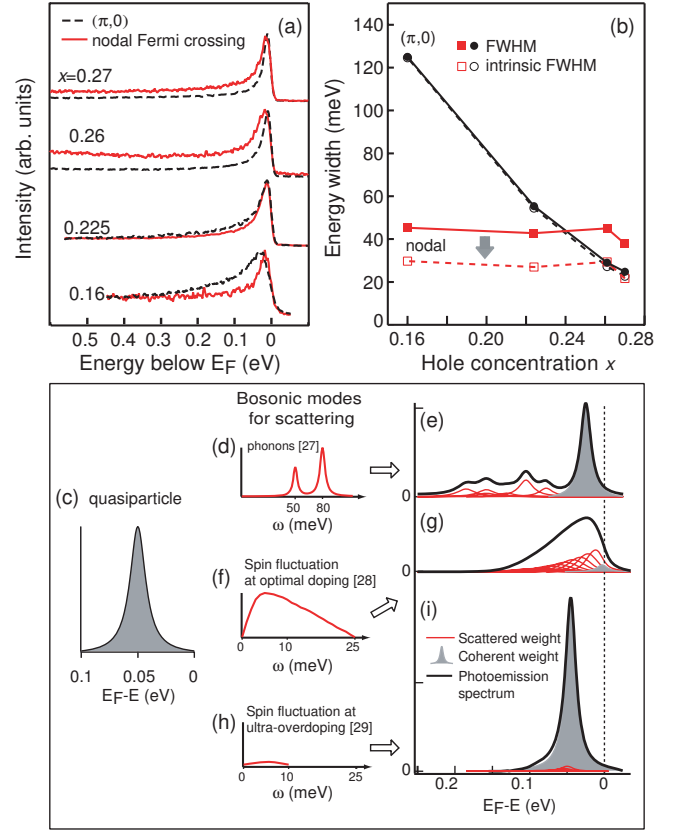 (a)
(π,0)
nodal Fermi crossing
x=0.27
0.26
0.225
0.16
Intensity (arb. units)
0.5 0.4 0.3 0.2 0.1 0
Energy below EF (eV)
(b)
(π,0)
FWHM
intrinsic FWHM
nodal
140
120
100
80
60
40
20
0
Energy width (meV)
0.16 0.20 0.24 0.28
Hole concentration x
Bosonic modes
for scattering
(c)
quasiparticle
0.1 0.05 0
EF-E (eV)
(d)
phonons [27]
50 80
ω (meV)
(e)
0
(f)
Spin fluctuation
at optimal doping [28]
0 10 25
ω (meV)
(g)
0
(h)
Spin fluctuation at
ultra-overdoping [29]
0 10 25
ω (meV)
(i)
Scattered weight
Coherent weight
Photoemission
spectrum
0
0.2 0.1 0
EF-E (eV)